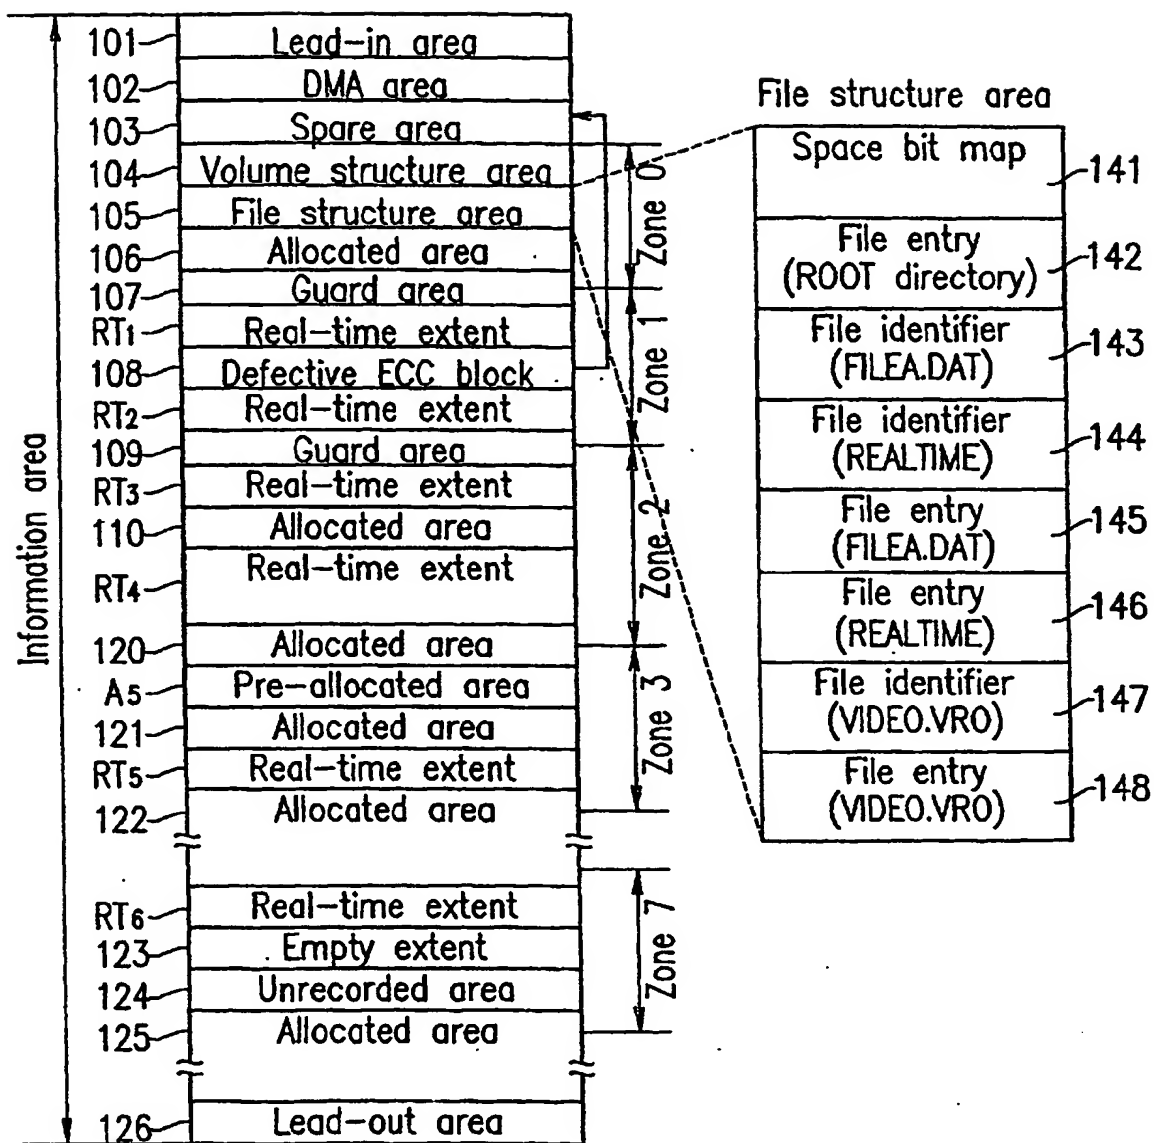 Information area
101 Lead-in area
102 DMA area
103 Spare area
104 Volume structure area
105 File structure area
106 Allocated area
107 Guard area
RT1 Real-time extent
108 Defective ECC block
RT2 Real-time extent
109 Guard area
RT3 Real-time extent
110 Allocated area
RT4 Real-time extent
120 Allocated area
A5 Pre-allocated area
121 Allocated area
RT5 Real-time extent
122 Allocated area
RT6 Real-time extent
123 Empty extent
124 Unrecorded area
125 Allocated area
126 Lead-out area
Zone 0
Zone 1
Zone 2
Zone 3
Zone 7
File structure area
Space bit map
141
File entry
(ROOT directory)
142
File identifier
(FILEA.DAT)
143
File identifier
(REALTIME)
144
File entry
(FILEA.DAT)
145
File entry
(REALTIME)
146
File identifier
(VIDEO.VRO)
147
File entry
(VIDEO.VRO)
148